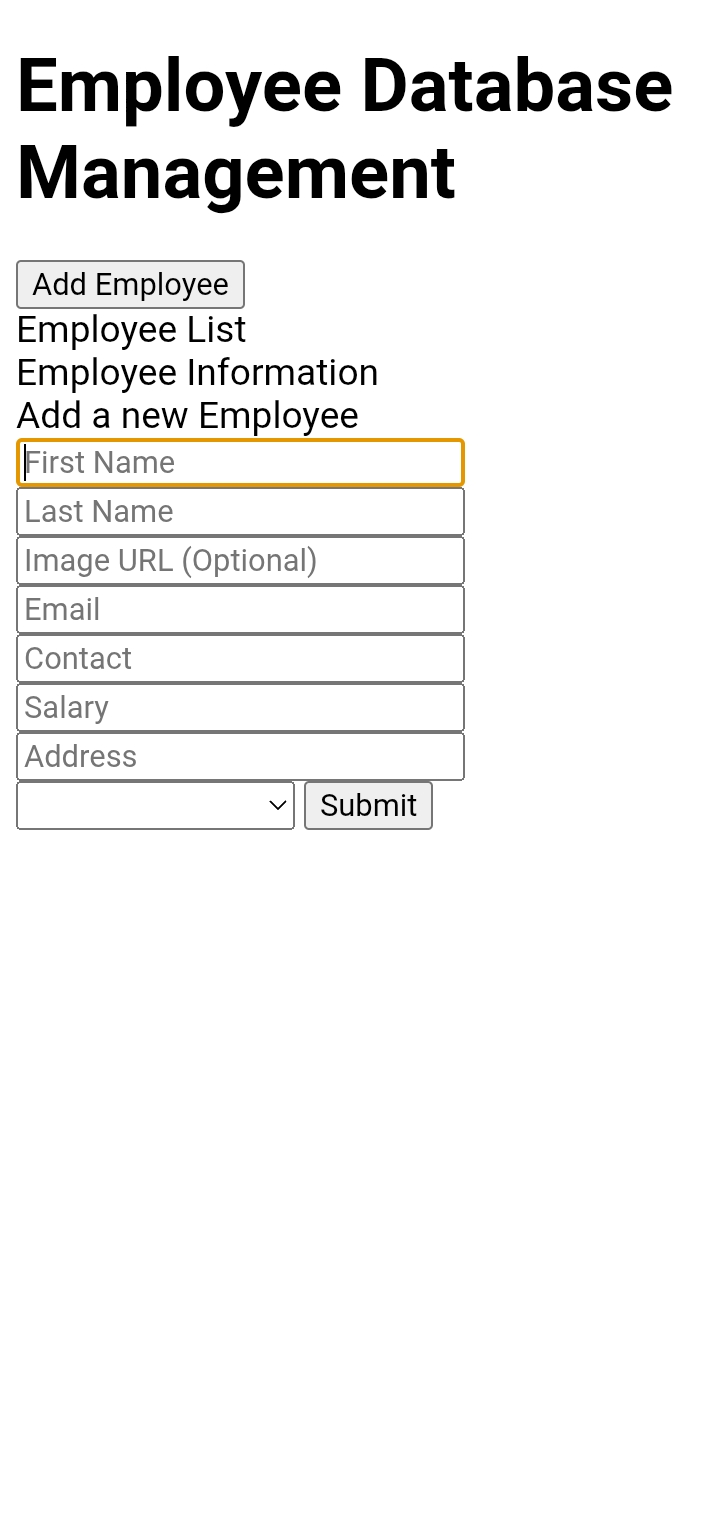 Employee Database
Management
Add Employee
Employee List
Employee Information
Add a new Employee
First Name
Last Name
Image URL (Optional)
Email
Contact
Salary
Address
Submit